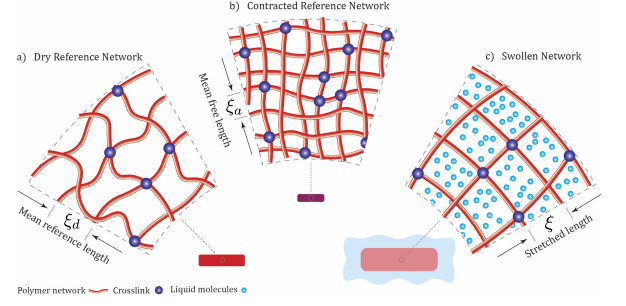 b) Contracted Reference Network
a) Dry Reference Network
c) Swollen Network
Mean free length
ξa
ξd
Mean reference length
ξ
Stretched length
Polymer network Crosslink Liquid molecules